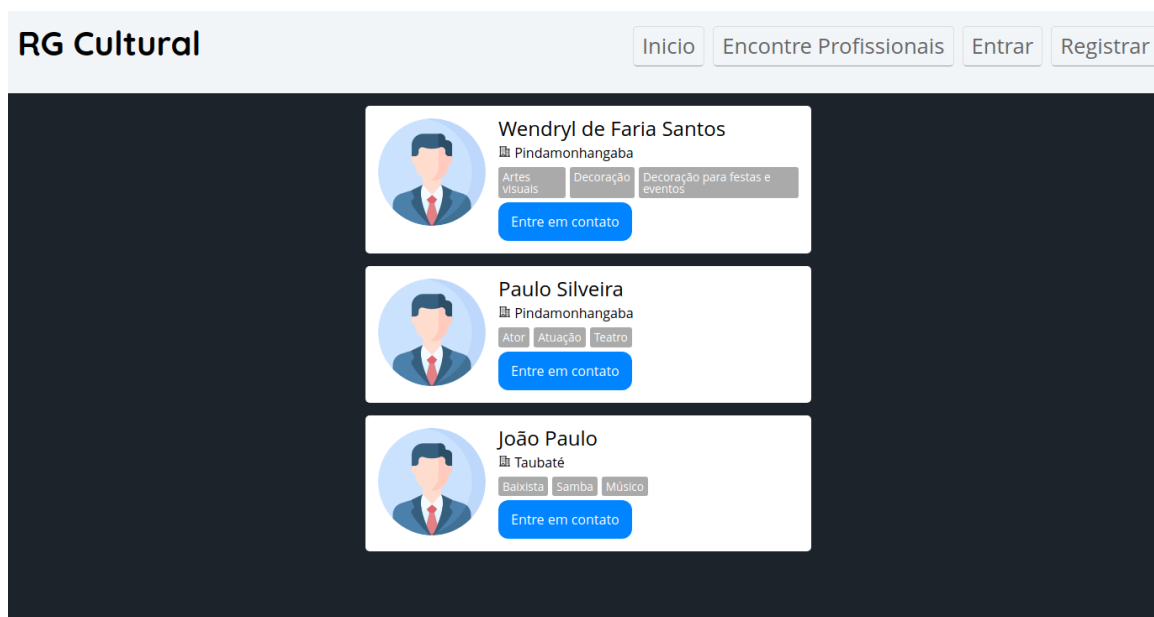 RG Cultural
Inicio Encontre Profissionais Entrar Registrar
Wendryl de Faria Santos
Pindamonhangaba
Artes visuais Decoração Decoração para festas e eventos
Entre em contato
Paulo Silveira
Pindamonhangaba
Ator Atuação Teatro
Entre em contato
João Paulo
Taubaté
Baixista Samba Músico
Entre em contato